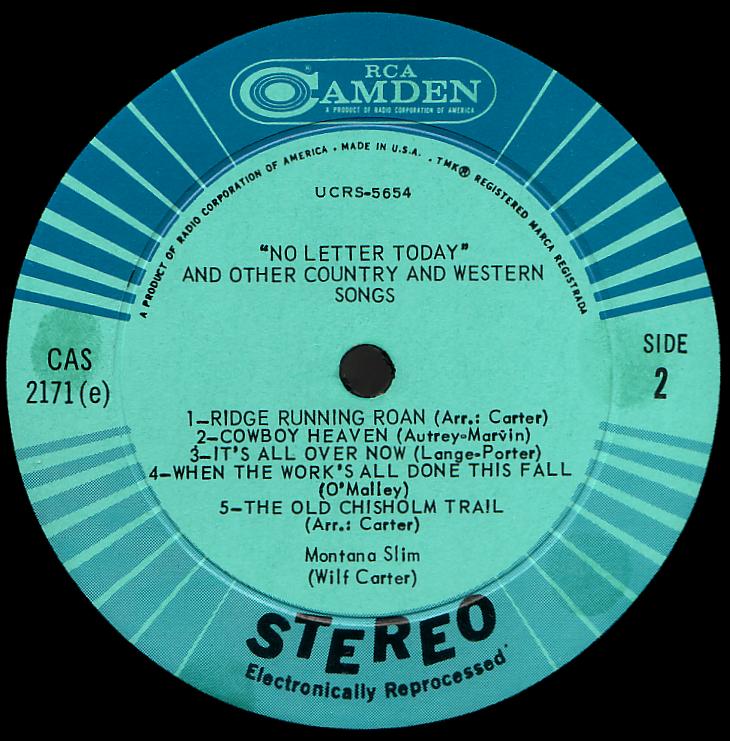 RCA
CAMDEN
A PRODUCT OF RADIO CORPORATION OF AMERICA
A PRODUCT OF RADIO CORPORATION OF AMERICA • MADE IN U.S.A. • TMK® REGISTERED MARCA REGISTRADA
UCRS-5654
"NO LETTER TODAY"
AND OTHER COUNTRY AND WESTERN
SONGS
CAS
2171 (e)
SIDE
2
1–RIDGE RUNNING ROAN (Arr.: Carter)
2–COWBOY HEAVEN (Autrey-Marvin)
3–IT'S ALL OVER NOW (Lange-Porter)
4–WHEN THE WORK'S ALL DONE THIS FALL
(O'Malley)
5–THE OLD CHISHOLM TRAIL
(Arr.: Carter)
Montana Slim
(Wilf Carter)
STEREO
Electronically Reprocessed